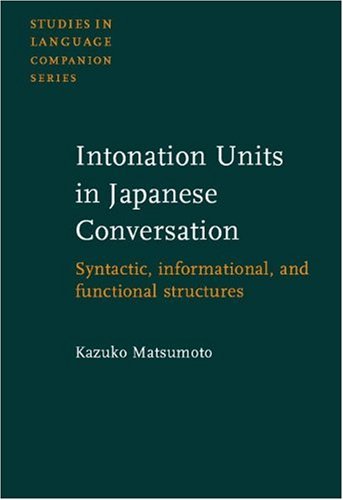 STUDIES IN
LANGUAGE
COMPANION
SERIES
Intonation Units
in Japanese
Conversation
Syntactic, informational, and
functional structures
Kazuko Matsumoto